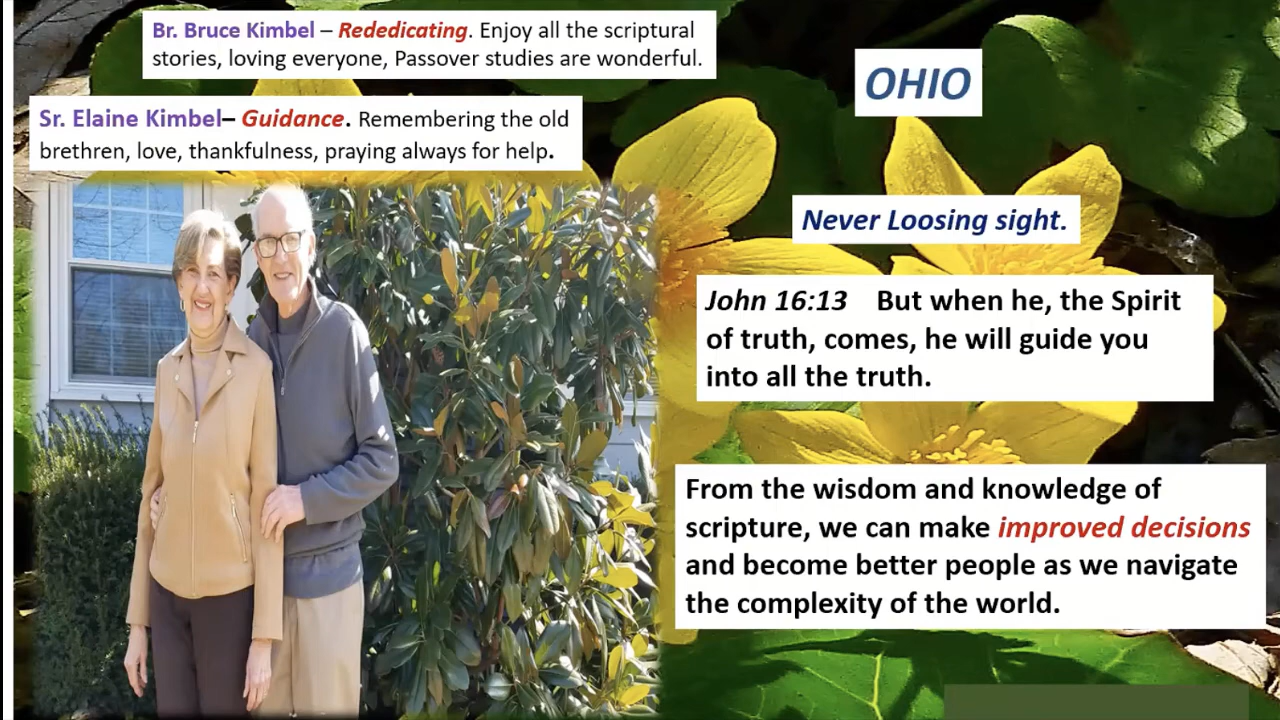 Br. Bruce Kimbel – Rededicating. Enjoy all the scriptural
stories, loving everyone, Passover studies are wonderful.
Sr. Elaine Kimbel– Guidance. Remembering the old
brethren, love, thankfulness, praying always for help.
OHIO
Never Loosing sight.
John 16:13 But when he, the Spirit
of truth, comes, he will guide you
into all the truth.
From the wisdom and knowledge of
scripture, we can make improved decisions
and become better people as we navigate
the complexity of the world.